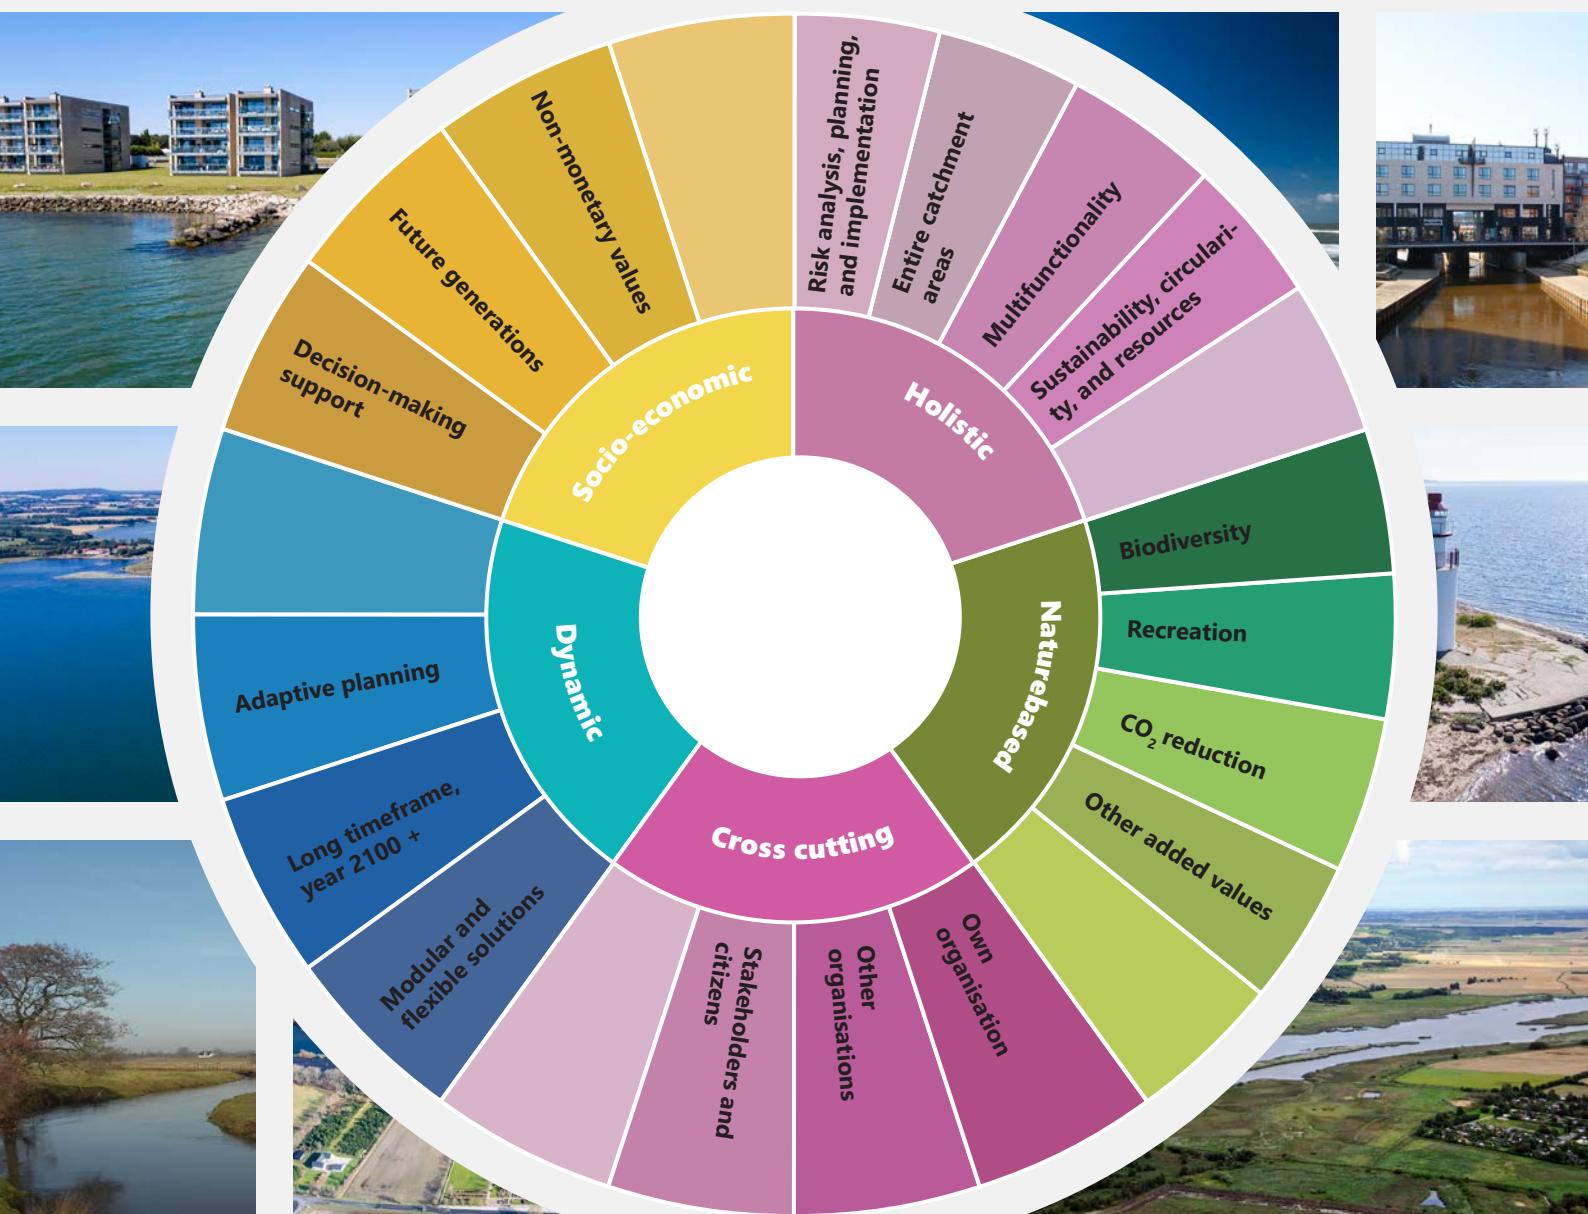 Holistic
Risk analysis, planning,
and implementation
Entire catchment
areas
Multifunctionality
Sustainability, circulari-
ty, and resources
Naturebased
Biodiversity
Recreation
CO₂ reduction
Other added values
Cross cutting
Own
organisation
Other
organisations
Stakeholders and
citizens
Dynamic
Modular and
flexible solutions
Long timeframe,
year 2100 +
Adaptive planning
Socio-economic
Decision-making
support
Future generations
Non-monetary values